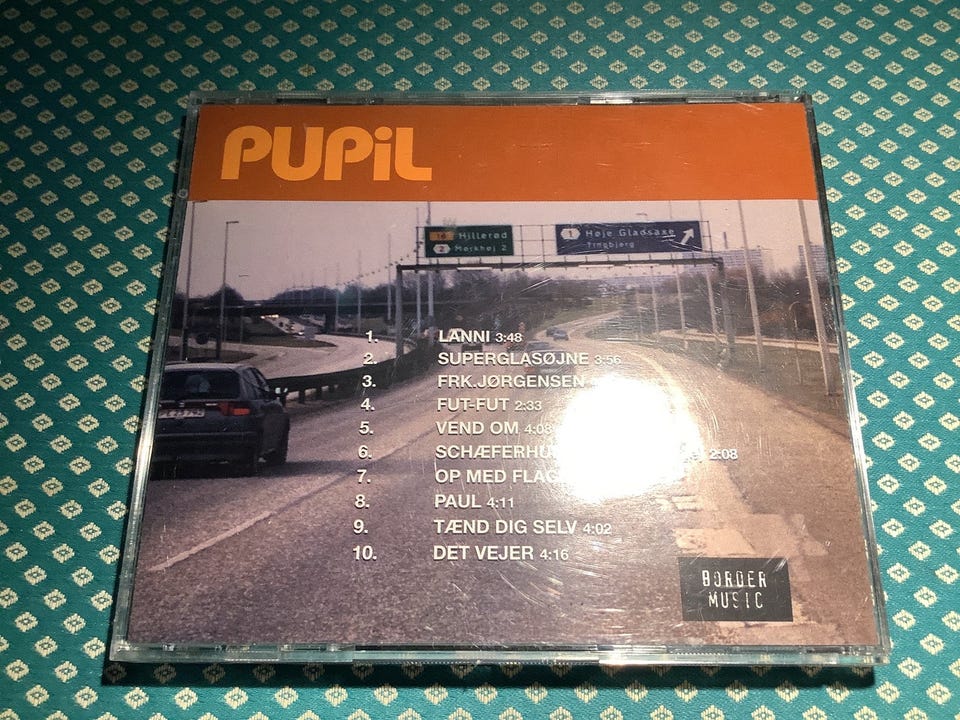 PUPiL
16 Hillerød
2 Mørkhøj 2
1 Høje Gladsaxe
Tingbjerg
1. LANNI 3:48
2. SUPERGLASØJNE 3:56
3. FRK.JØRGENSEN
4. FUT-FUT 2:33
5. VEND OM 4:03
6. 2:08
7. OP MED
8. PAUL 4:11
9. TÆND DIG SELV 4:02
10. DET VEJER 4:16
BORDER
MUSIC